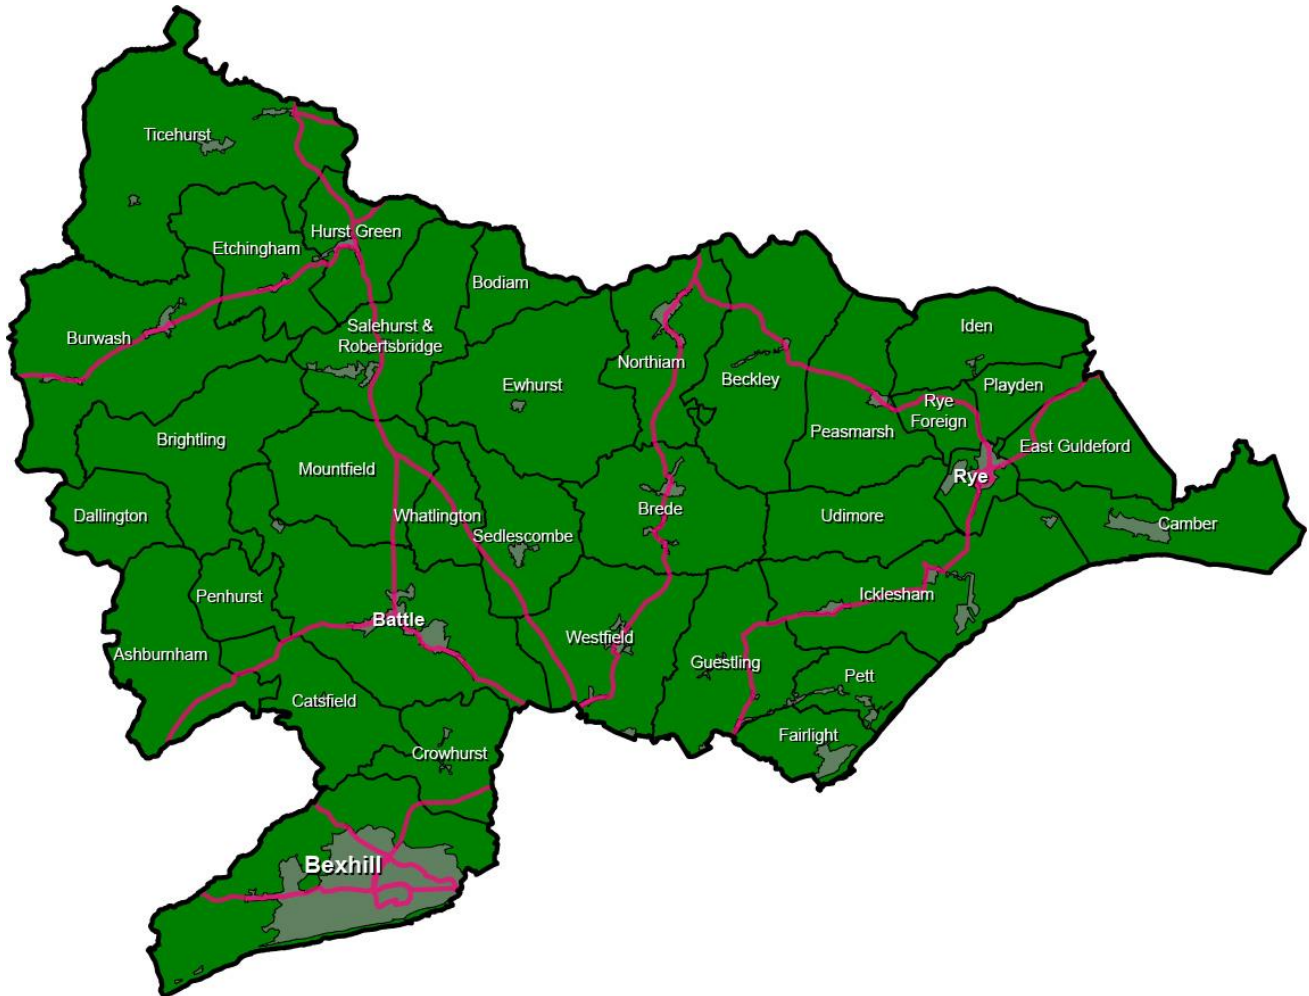 Ticehurst
Hurst Green
Etchingham
Bodiam
Burwash
Salehurst &
Robertsbridge
Iden
Northiam
Beckley
Ewhurst
Playden
Rye
Foreign
Peasmarsh
Brightling
East Guldeford
Mountfield
Rye
Dallington
Whatlington
Brede
Udimore
Camber
Sedlescombe
Penhurst
Icklesham
Battle
Westfield
Ashburnham
Guestling
Pett
Catsfield
Fairlight
Crowhurst
Bexhill